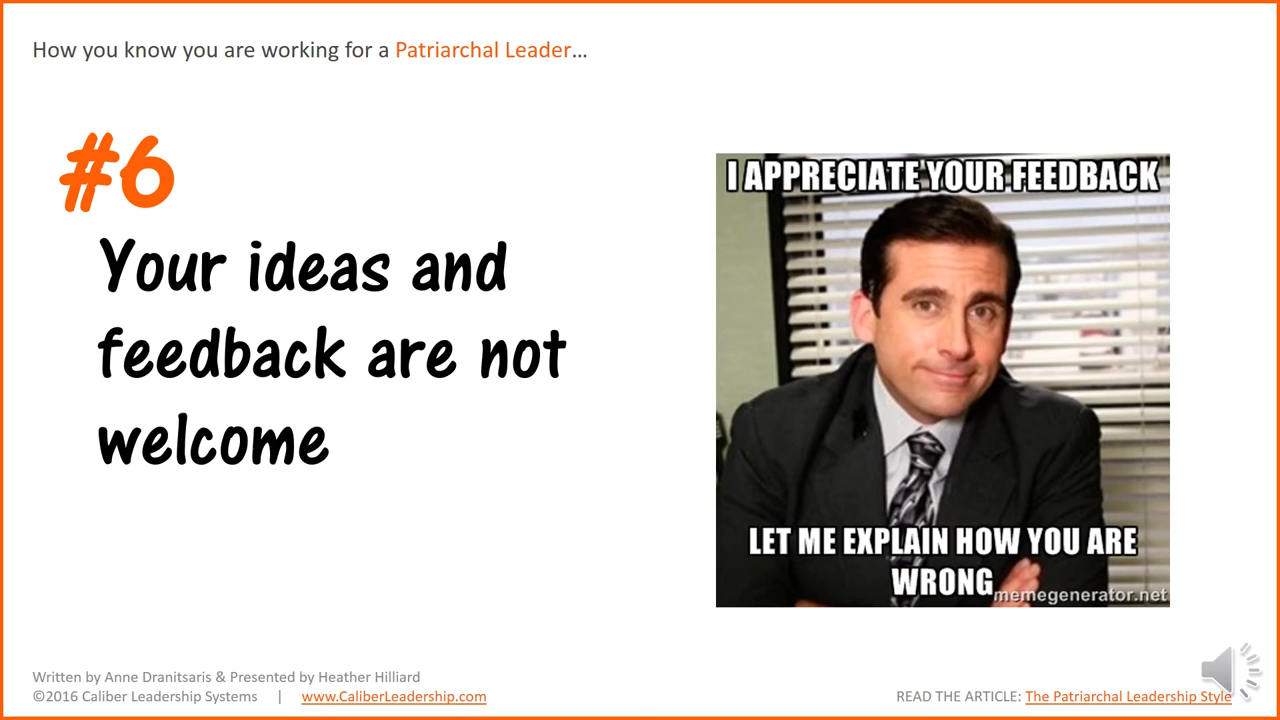 How you know you are working for a Patriarchal Leader…
#6
Your ideas and
feedback are not
welcome
I APPRECIATE YOUR FEEDBACK
LET ME EXPLAIN HOW YOU ARE
WRONG
memegenerator.net
Written by Anne Dranitsaris & Presented by Heather Hilliard
©2016 Caliber Leadership Systems | www.CaliberLeadership.com
READ THE ARTICLE: The Patriarchal Leadership Style